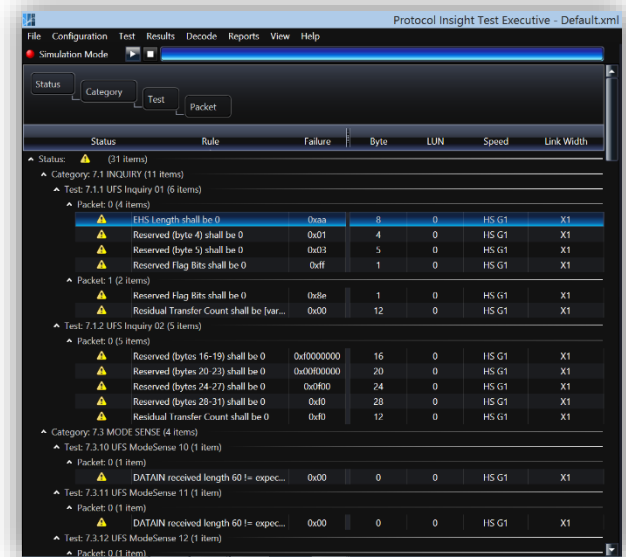 Protocol Insight Test Executive - Default.xml
File Configuration Test Results Decode Reports View Help
Simulation Mode
Status
Category
Test
Packet
Status Rule Failure Byte LUN Speed Link Width
Status: (31 items)
Category: 7.1 INQUIRY (11 items)
Test: 7.1.1 UFS Inquiry 01 (6 items)
Packet: 0 (4 items)
EHS Length shall be 0 0xaa 8 0 HS G1 X1
Reserved (byte 4) shall be 0 0x01 4 0 HS G1 X1
Reserved (byte 5) shall be 0 0x03 5 0 HS G1 X1
Reserved Flag Bits shall be 0 0xff 1 0 HS G1 X1
Packet: 1 (2 items)
Reserved Flag Bits shall be 0 0x8e 1 0 HS G1 X1
Residual Transfer Count shall be [var... 0x00 12 0 HS G1 X1
Test: 7.1.2 UFS Inquiry 02 (5 items)
Packet: 0 (5 items)
Reserved (bytes 16-19) shall be 0 0xf0000000 16 0 HS G1 X1
Reserved (bytes 20-23) shall be 0 0x00f00000 20 0 HS G1 X1
Reserved (bytes 24-27) shall be 0 0x0f00 24 0 HS G1 X1
Reserved (bytes 28-31) shall be 0 0xf0 28 0 HS G1 X1
Residual Transfer Count shall be 0 0xf0 12 0 HS G1 X1
Category: 7.3 MODE SENSE (4 items)
Test: 7.3.10 UFS ModeSense 10 (1 item)
Packet: 0 (1 item)
DATAIN received length 60 != expec... 0x00 0 0 HS G1 X1
Test: 7.3.11 UFS ModeSense 11 (1 item)
Packet: 0 (1 item)
DATAIN received length 60 != expec... 0x00 0 0 HS G1 X1
Test: 7.3.12 UFS ModeSense 12 (1 item)
Packet: 0 (1 item)